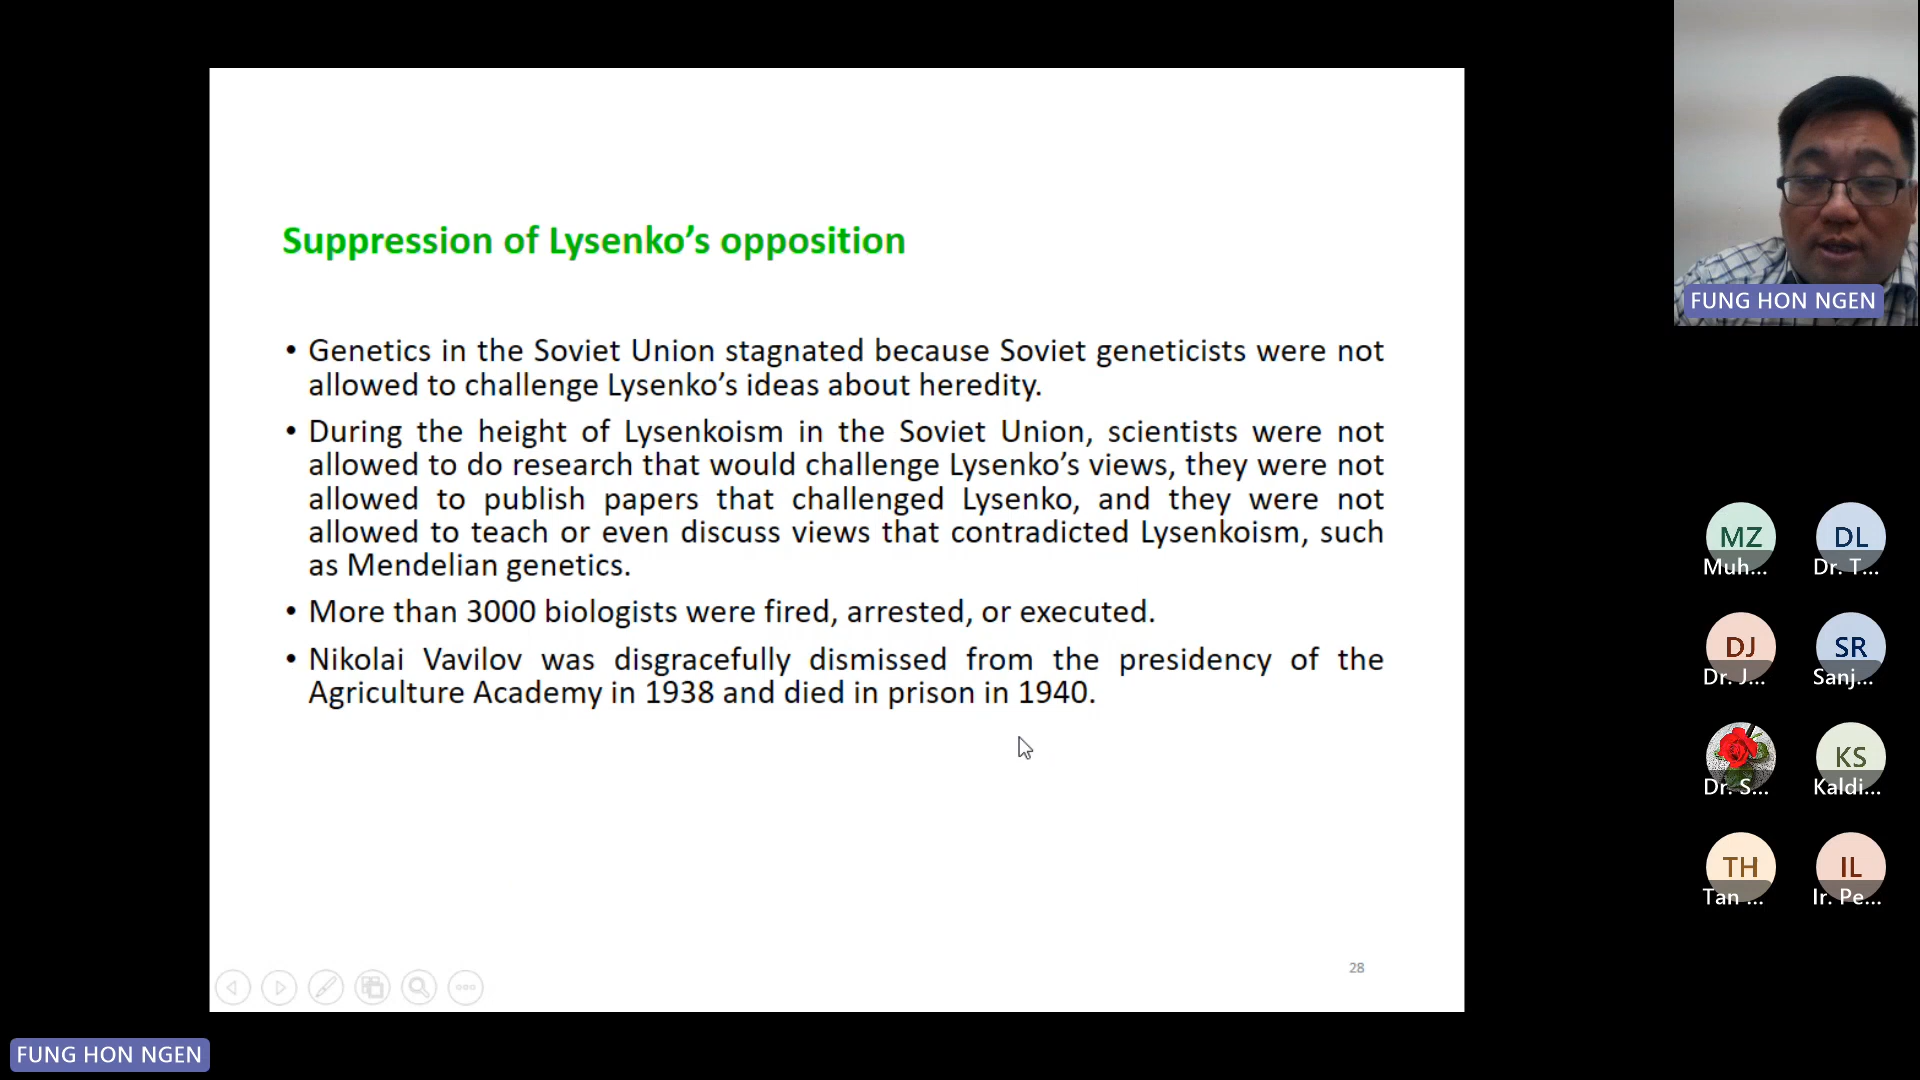 Suppression of Lysenko’s opposition
• Genetics in the Soviet Union stagnated because Soviet geneticists were not
allowed to challenge Lysenko’s ideas about heredity.
• During the height of Lysenkoism in the Soviet Union, scientists were not
allowed to do research that would challenge Lysenko’s views, they were not
allowed to publish papers that challenged Lysenko, and they were not
allowed to teach or even discuss views that contradicted Lysenkoism, such
as Mendelian genetics.
• More than 3000 biologists were fired, arrested, or executed.
• Nikolai Vavilov was disgracefully dismissed from the presidency of the
Agriculture Academy in 1938 and died in prison in 1940.
28
FUNG HON NGEN
FUNG HON NGEN
MZ DL
Muh... Dr. T...
DJ SR
Dr. J... Sanj...
Dr. S... KS
Kaldi...
TH IL
Tan ... Ir. Pe...